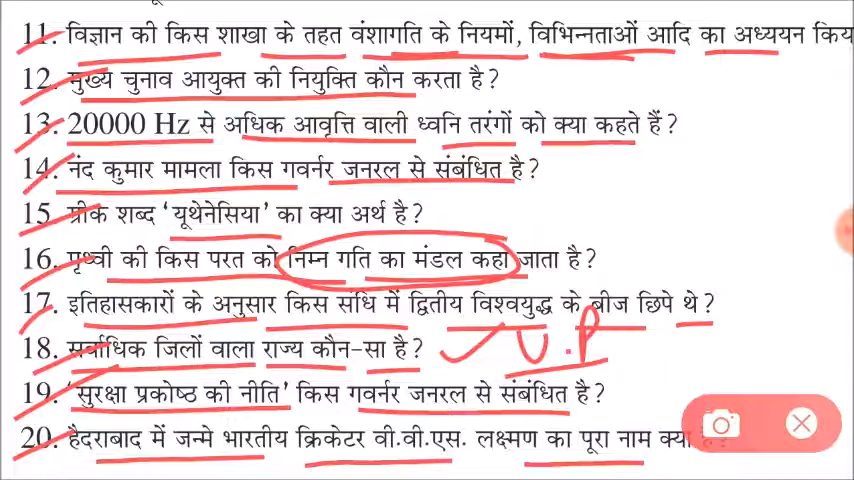 11. विज्ञान की किस शाखा के तहत वंशागति के नियमों, विभिन्नताओं आदि का अध्ययन किय
12. मुख्य चुनाव आयुक्त की नियुक्ति कौन करता है?
13. 20000 Hz से अधिक आवृत्ति वाली ध्वनि तरंगों को क्या कहते हैं?
14. नंद कुमार मामला किस गवर्नर जनरल से संबंधित है?
15. ग्रीक शब्द ‘यूथेनेसिया’ का क्या अर्थ है?
16. पृथ्वी की किस परत को निम्न गति का मंडल कहा जाता है?
17. इतिहासकारों के अनुसार किस संधि में द्वितीय विश्वयुद्ध के बीज छिपे थे?
18. सर्वाधिक जिलों वाला राज्य कौन-सा है? U.P
19. ‘सुरक्षा प्रकोष्ठ की नीति’ किस गवर्नर जनरल से संबंधित है?
20. हैदराबाद में जन्मे भारतीय क्रिकेटर वी.वी.एस. लक्ष्मण का पूरा नाम क्या है?